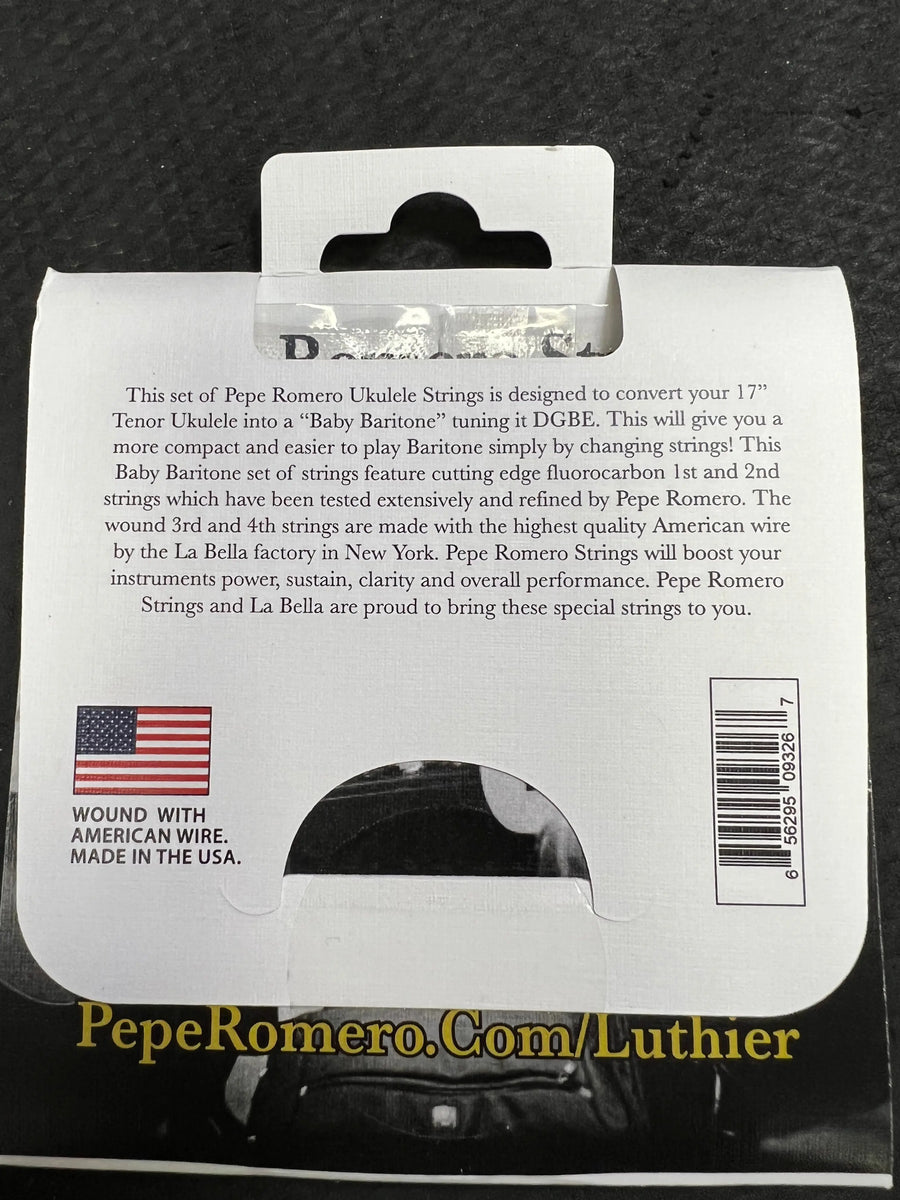 This set of Pepe Romero Ukulele Strings is designed to convert your 17”
Tenor Ukulele into a “Baby Baritone” tuning it DGBE. This will give you a
more compact and easier to play Baritone simply by changing strings! This
Baby Baritone set of strings feature cutting edge fluorocarbon 1st and 2nd
strings which have been tested extensively and refined by Pepe Romero. The
wound 3rd and 4th strings are made with the highest quality American wire
by the La Bella factory in New York. Pepe Romero Strings will boost your
instruments power, sustain, clarity and overall performance. Pepe Romero
Strings and La Bella are proud to bring these special strings to you.
WOUND WITH
AMERICAN WIRE.
MADE IN THE USA.
6 56295 09326 7
PepeRomero.Com/Luthier